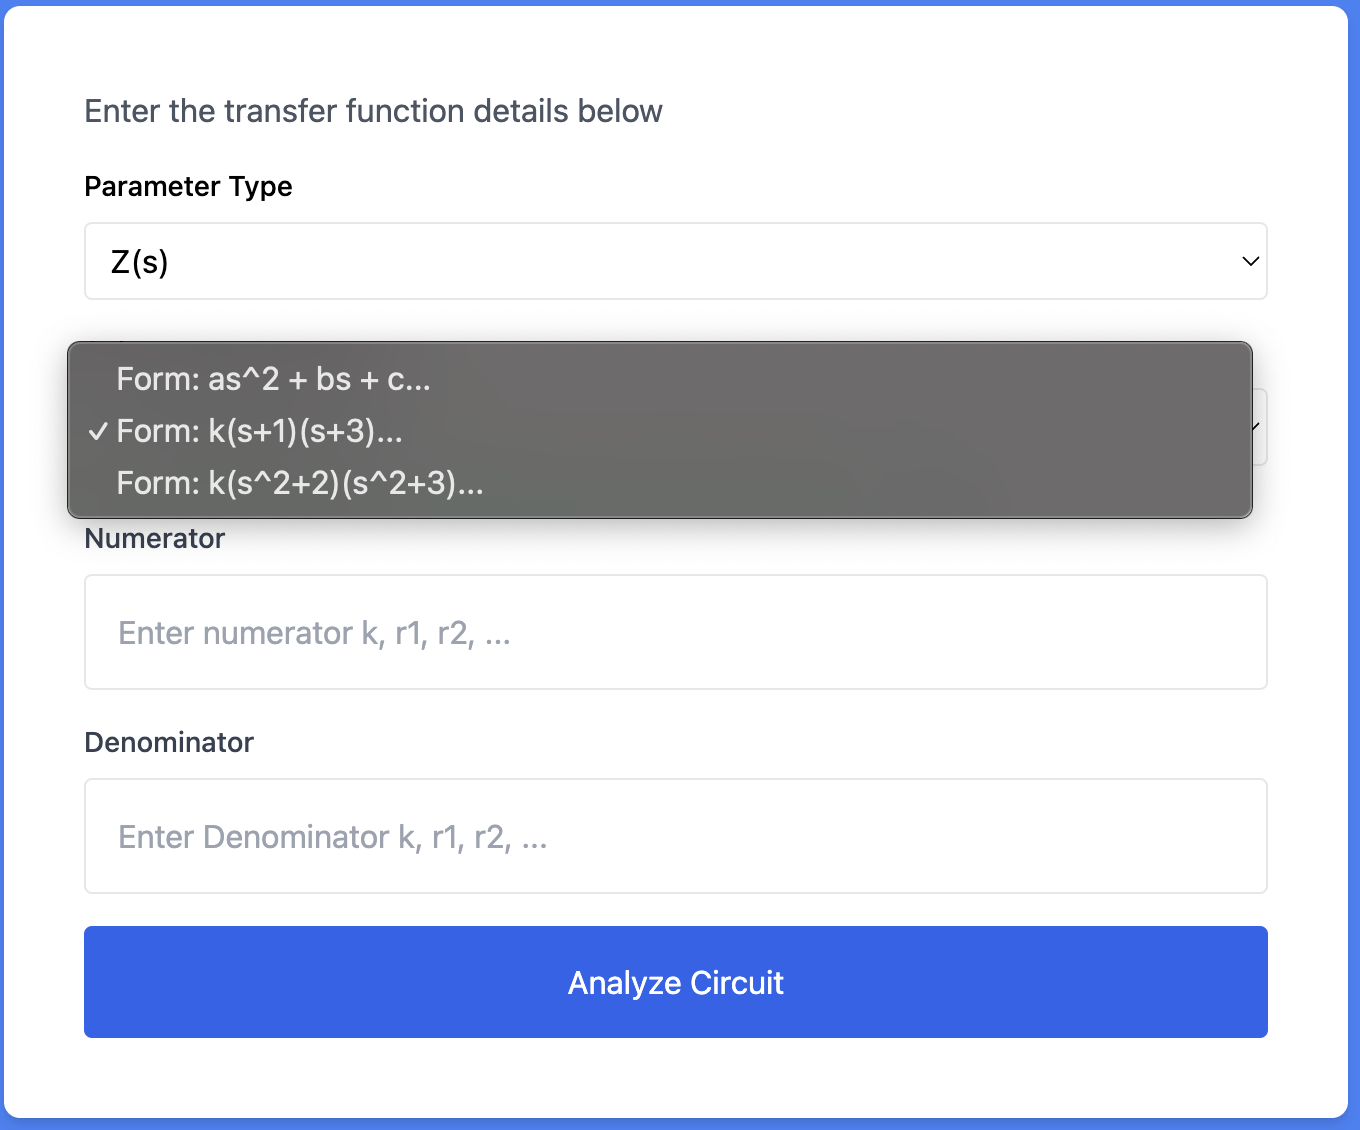 Enter the transfer function details below
Parameter Type
Z(s)
Form: as^2 + bs + c...
✓ Form: k(s+1)(s+3)...
Form: k(s^2+2)(s^2+3)...
Numerator
Enter numerator k, r1, r2, ...
Denominator
Enter Denominator k, r1, r2, ...
Analyze Circuit